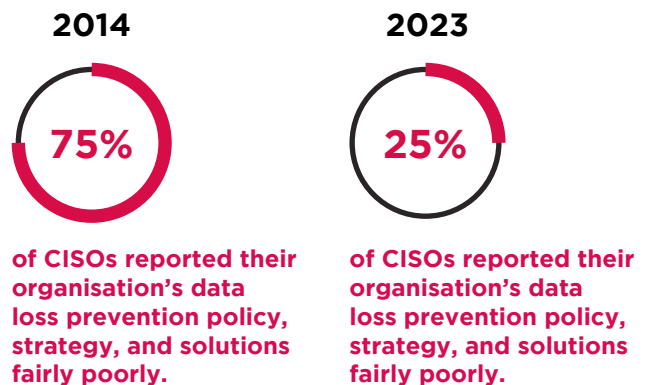 2014
75%
of CISOs reported their
organisation’s data
loss prevention policy,
strategy, and solutions
fairly poorly.
2023
25%
of CISOs reported their
organisation’s data
loss prevention policy,
strategy, and solutions
fairly poorly.